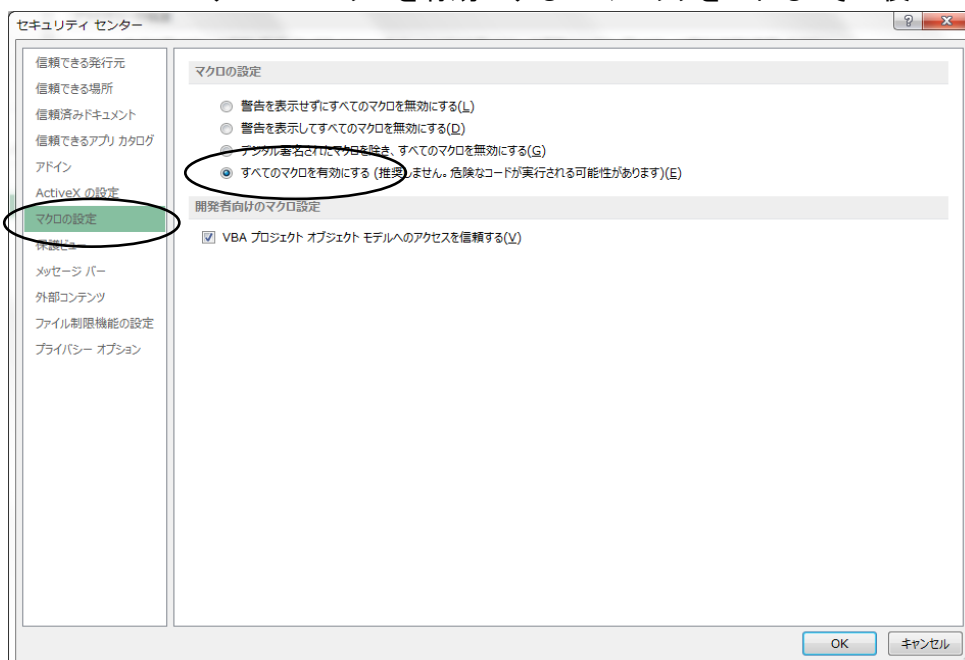 セキュリティ センター
信頼できる発行元
信頼できる場所
信頼済みドキュメント
信頼できるアプリ カタログ
アドイン
ActiveX の設定
マクロの設定
保護ビュー
メッセージ バー
外部コンテンツ
ファイル制限機能の設定
プライバシー オプション
マクロの設定
警告を表示せずにすべてのマクロを無効にする(L)
警告を表示してすべてのマクロを無効にする(D)
デジタル署名されたマクロを除き、すべてのマクロを無効にする(G)
すべてのマクロを有効にする (推奨しません。危険なコードが実行される可能性があります)(E)
開発者向けのマクロ設定
VBA プロジェクト オブジェクト モデルへのアクセスを信頼する(V)
OK
キャンセル